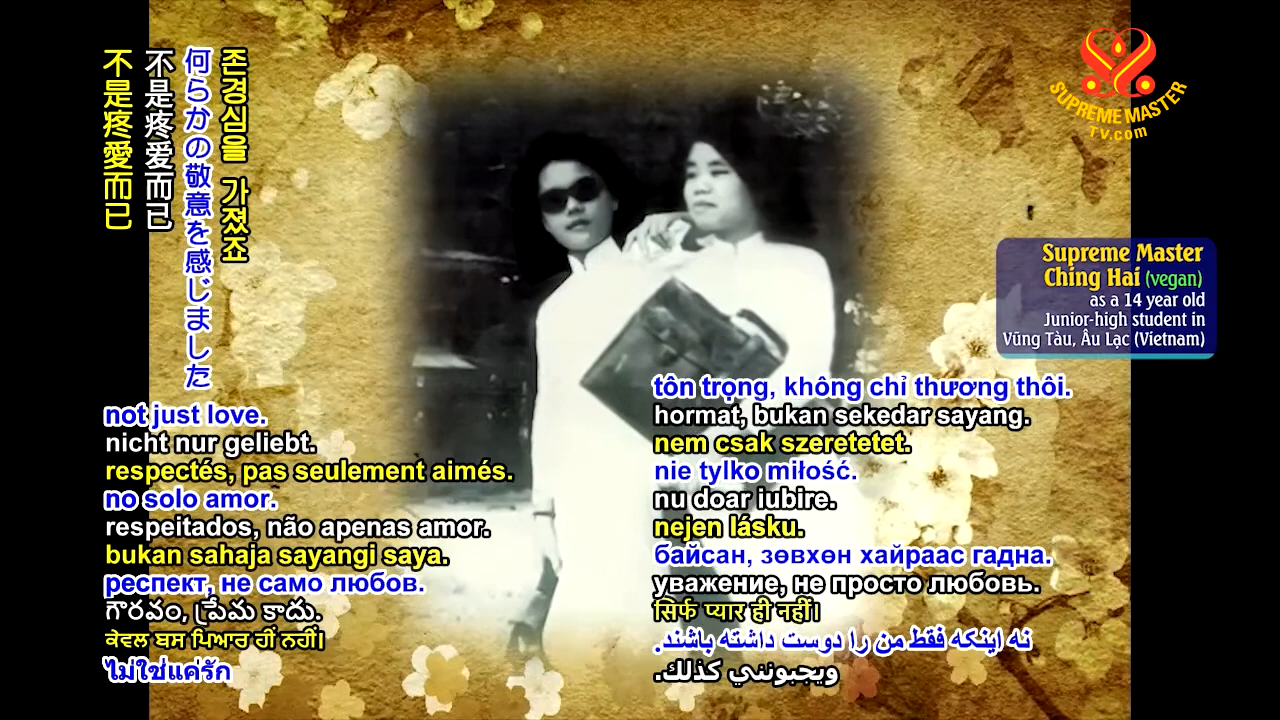 SUPREME MASTER
TV.com
존경심을 가졌죠
何らかの敬意を感じました
不是疼爱而已
不是疼愛而已
Supreme Master
Ching Hai (vegan)
as a 14 year old
Junior-high student in
Vũng Tàu, Âu Lạc (Vietnam)
not just love.
nicht nur geliebt.
respectés, pas seulement aimés.
no solo amor.
respeitados, não apenas amor.
bukan sahaja sayangi saya.
респект, не само любов.
గౌరవం, ప్రేమ కాదు.
ਕੇਵਲ ਬਸ ਪਿਆਰ ਹੀਂ ਨਹੀਂ।
ไม่ใช่แค่รัก
tôn trọng, không chỉ thương thôi.
hormat, bukan sekedar sayang.
nem csak szeretetet.
nie tylko miłość.
nu doar iubire.
nejen lásku.
байсан, зөвхөн хайраас гадна.
уважение, не просто любовь.
सिर्फ प्यार ही नहीं।
نه اینکه فقط من را دوست داشته باشند.
ويحبونني كذلك.